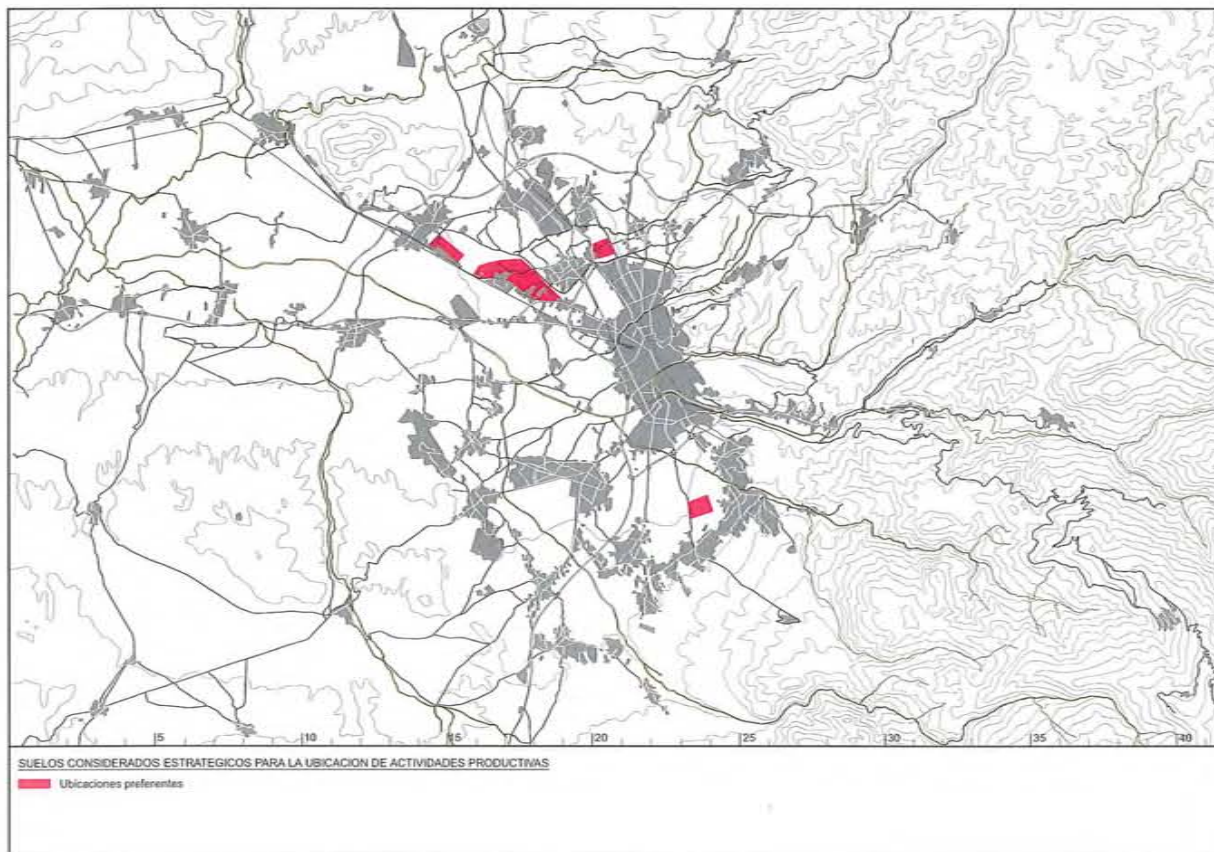 5 10 15 20 25 30 35 40
SUELOS CONSIDERADOS ESTRATEGICOS PARA LA UBICACION DE ACTIVIDADES PRODUCTIVAS
Ubicaciones preferentes